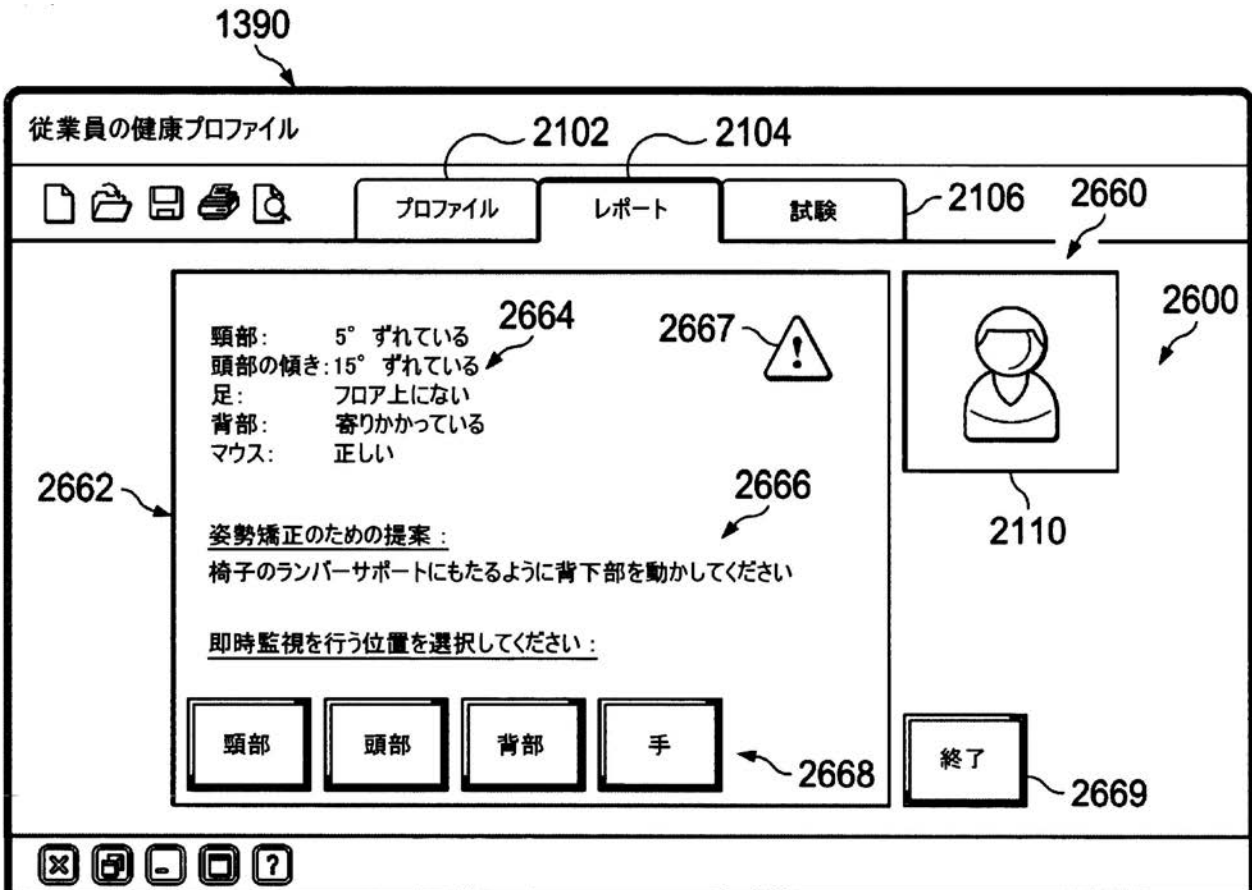 1390
従業員の健康プロファイル
2102
2104
プロファイル
レポート
試験
2106
2660
2600
頸部: 5° ずれている
2664
2667
!
頭部の傾き:15° ずれている
足: フロア上にない
背部: 寄りかかっている
マウス: 正しい
2662
2666
2110
姿勢矯正のための提案:
椅子のランバーサポートにもたるように背下部を動かしてください
即時監視を行う位置を選択してください:
頸部
頭部
背部
手
2668
終了
2669
?